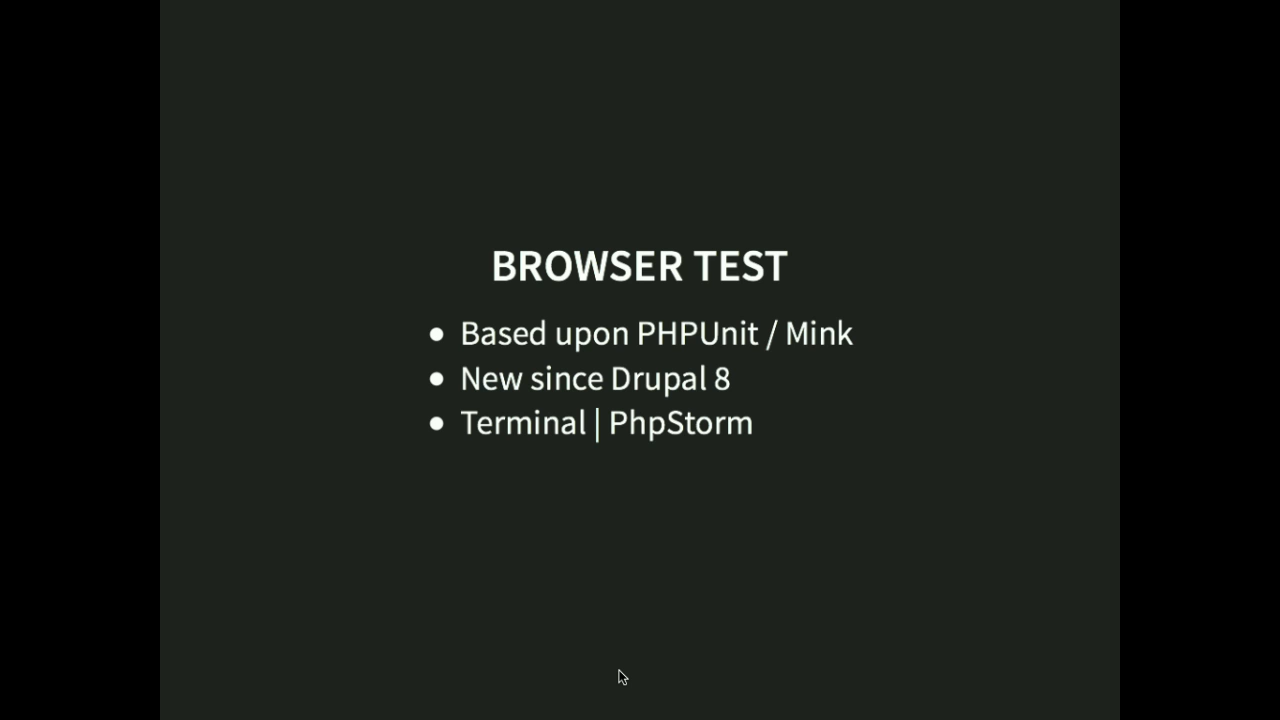 BROWSER TEST
• Based upon PHPUnit / Mink
• New since Drupal 8
• Terminal | PhpStorm